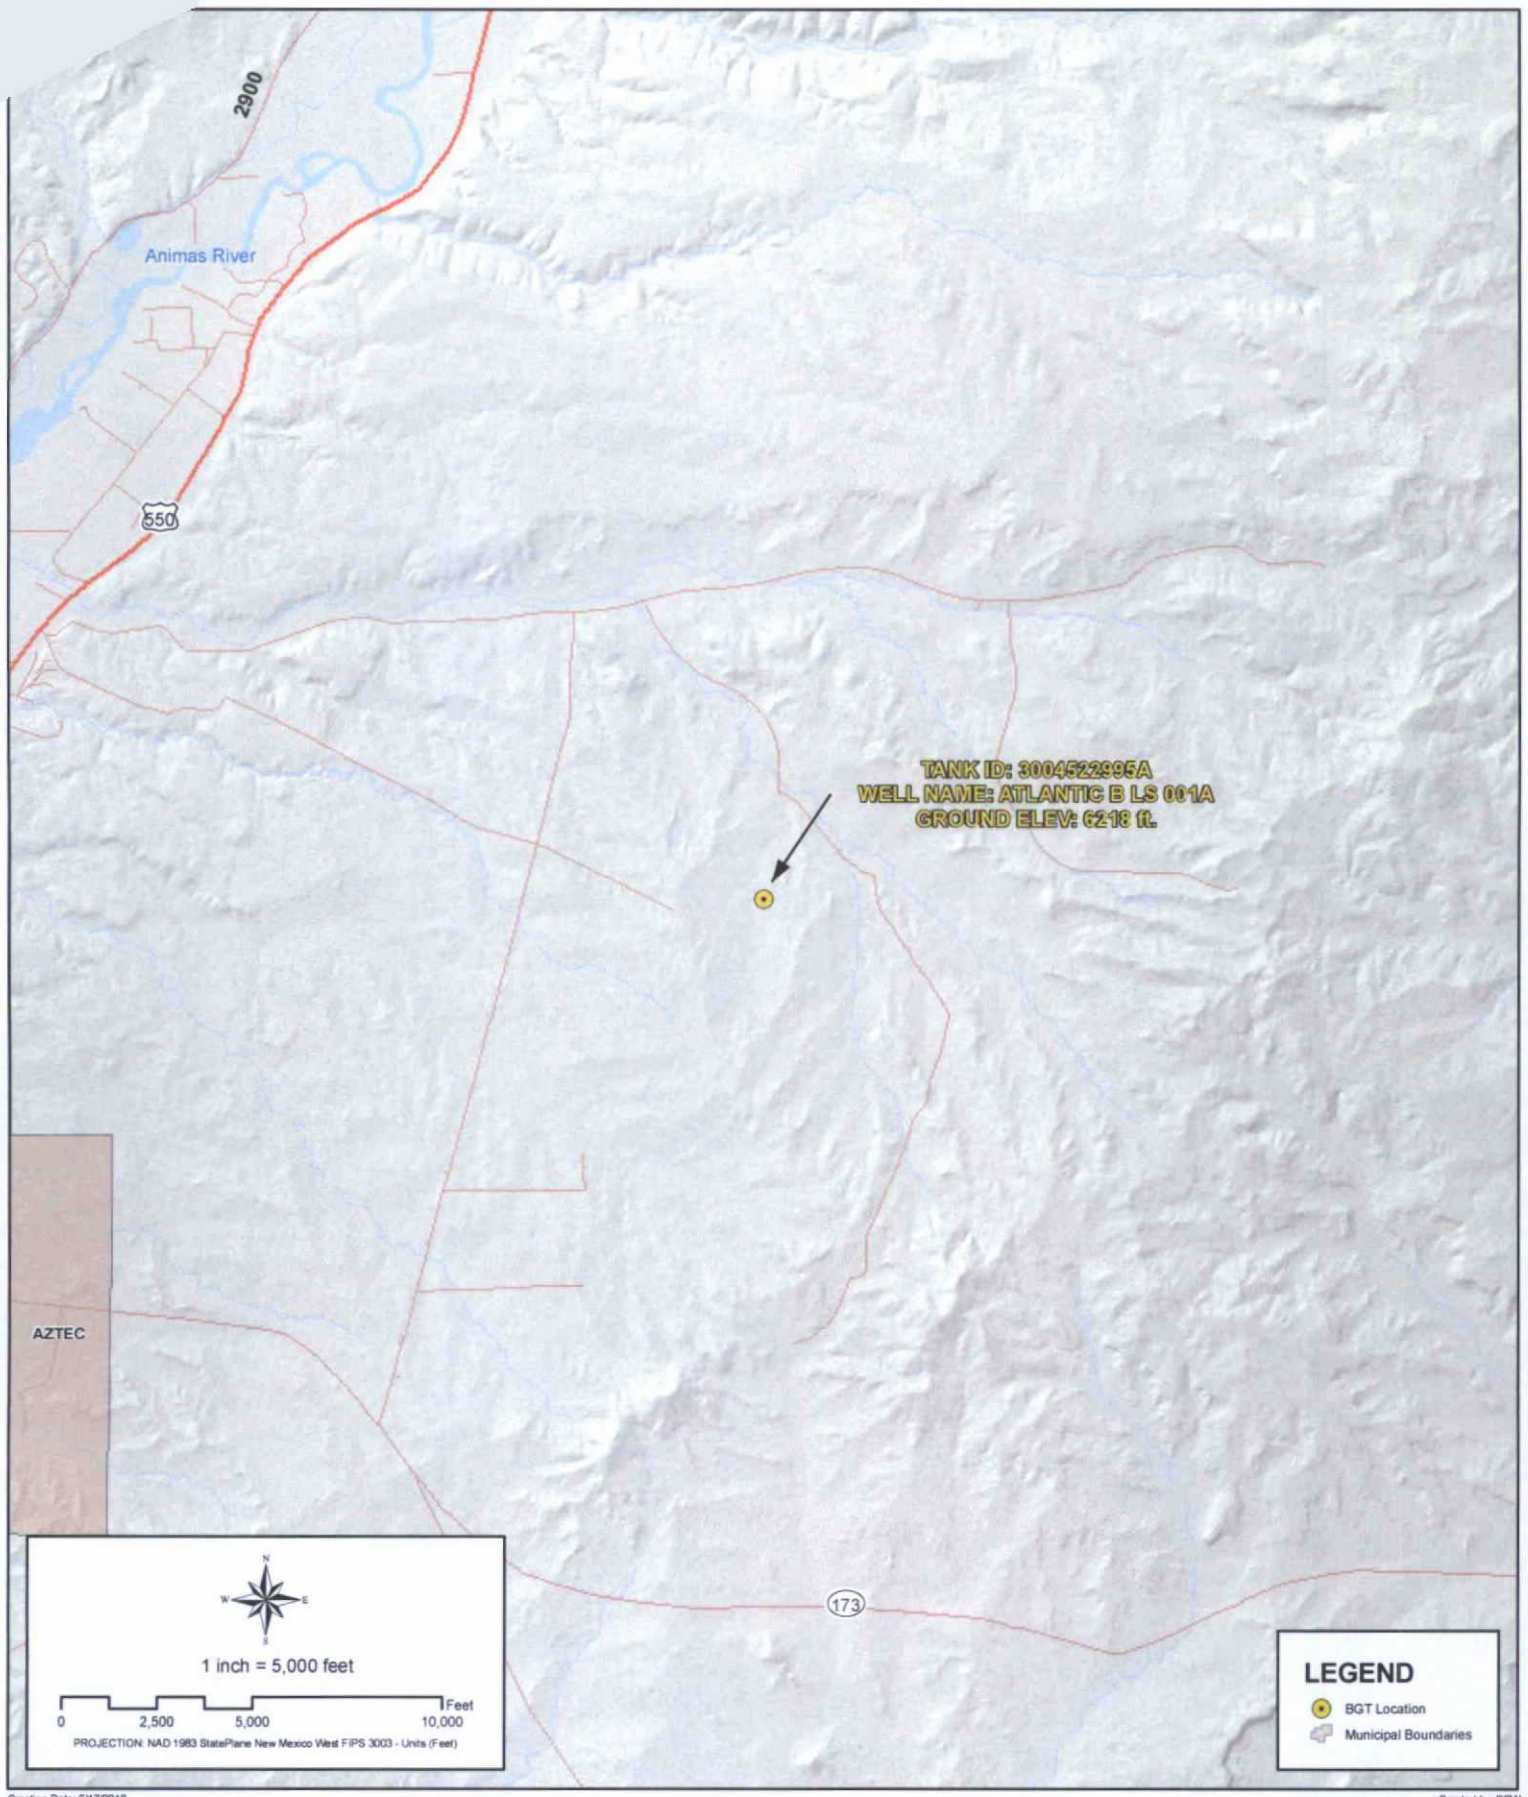 2900
Animas River
550
TANK ID: 3004522995A
WELL NAME: ATLANTIC B LS 001A
GROUND ELEV: 6218 ft.
AZTEC
173
N
W E
S
1 inch = 5,000 feet
Feet
0 2,500 5,000 10,000
PROJECTION: NAD 1983 StatePlane New Mexico West FIPS 3003 - Units (Feet)
LEGEND
BGT Location
Municipal Boundaries